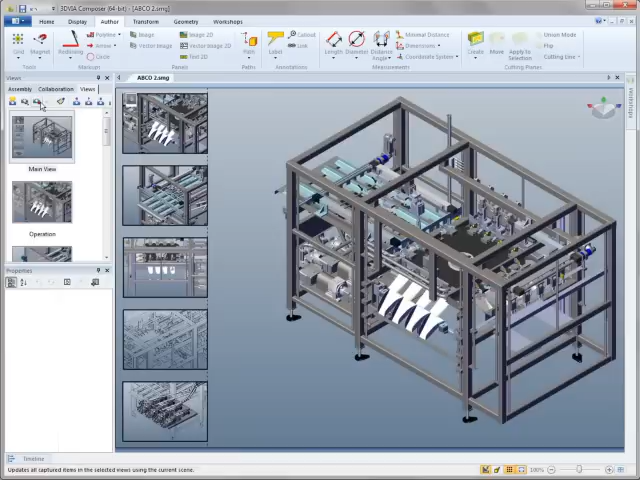 3DVIA Composer (64-bit) - [ABCO 2.smg]
Home Display Author Transform Geometry Workshops
Grid Magnet Polyline Image Image 2D Path Label Callout Length Diameter Distance Angle Minimal Distance Create Move Apply to Selection Union Mode
Arrow Vector Image Vector Image 2D Link Dimensions Image Mode
Circle Text 2D Coordinate System Cutting Line
Tools Markups Panels Paths Annotations Measurements Cutting Planes
Views
ABCO 2.smg
Assembly Collaboration Views
Main View
Operation
Properties
Timeline
Updates all captured items in the selected views using the current scene.
100%